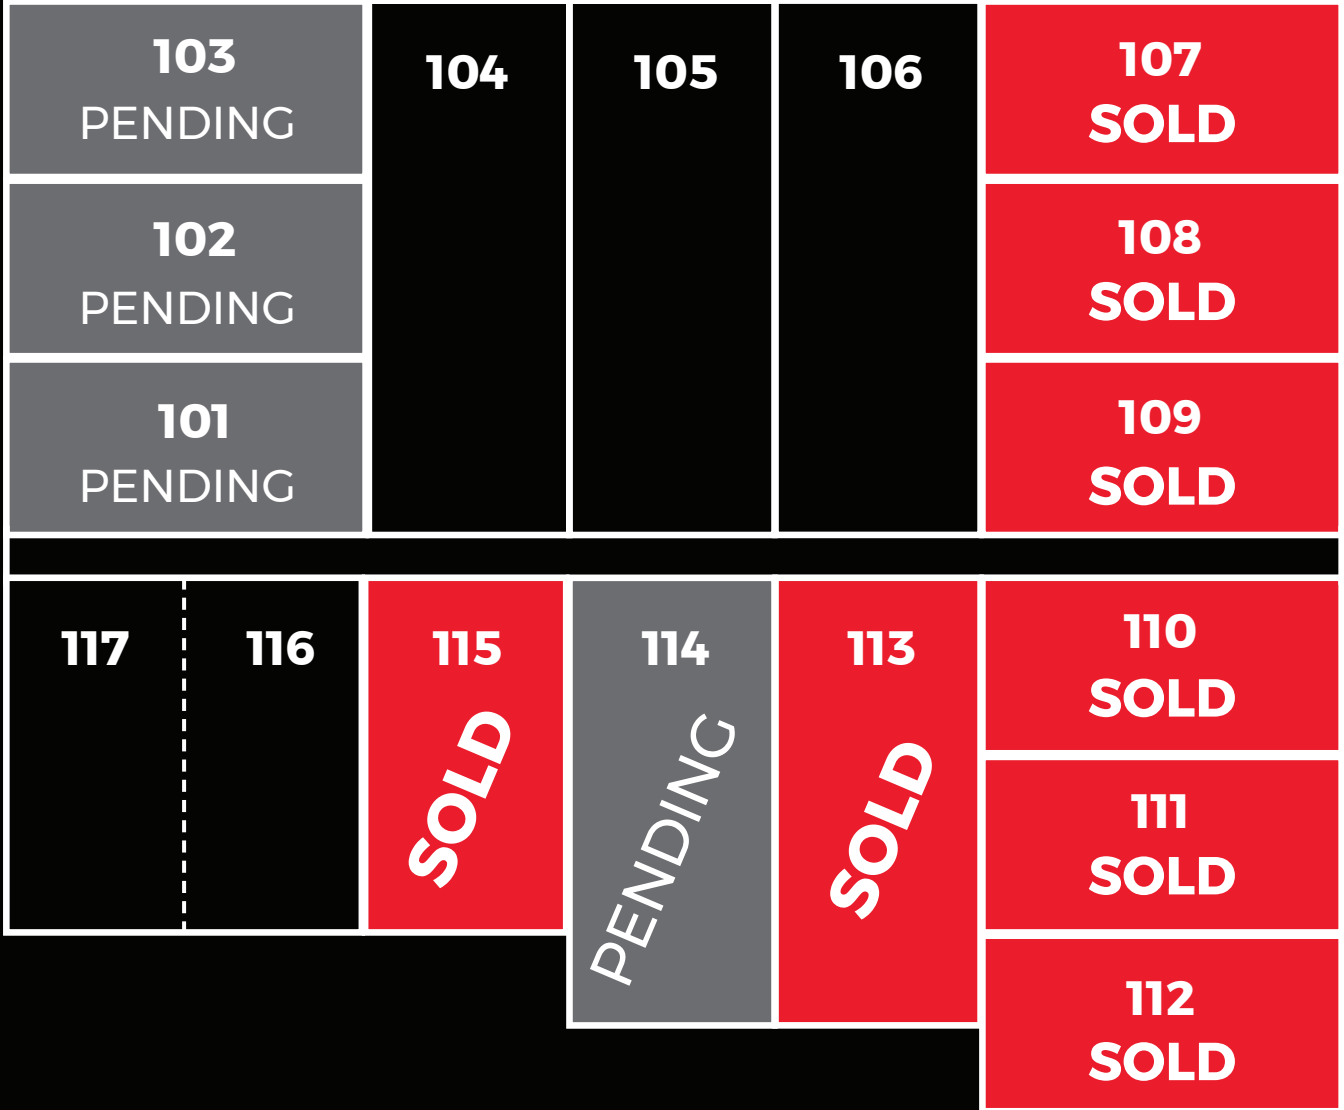 103
PENDING
104
105
106
107
SOLD
102
PENDING
108
SOLD
101
PENDING
109
SOLD
117
116
115
SOLD
114
PENDING
113
SOLD
110
SOLD
111
SOLD
112
SOLD